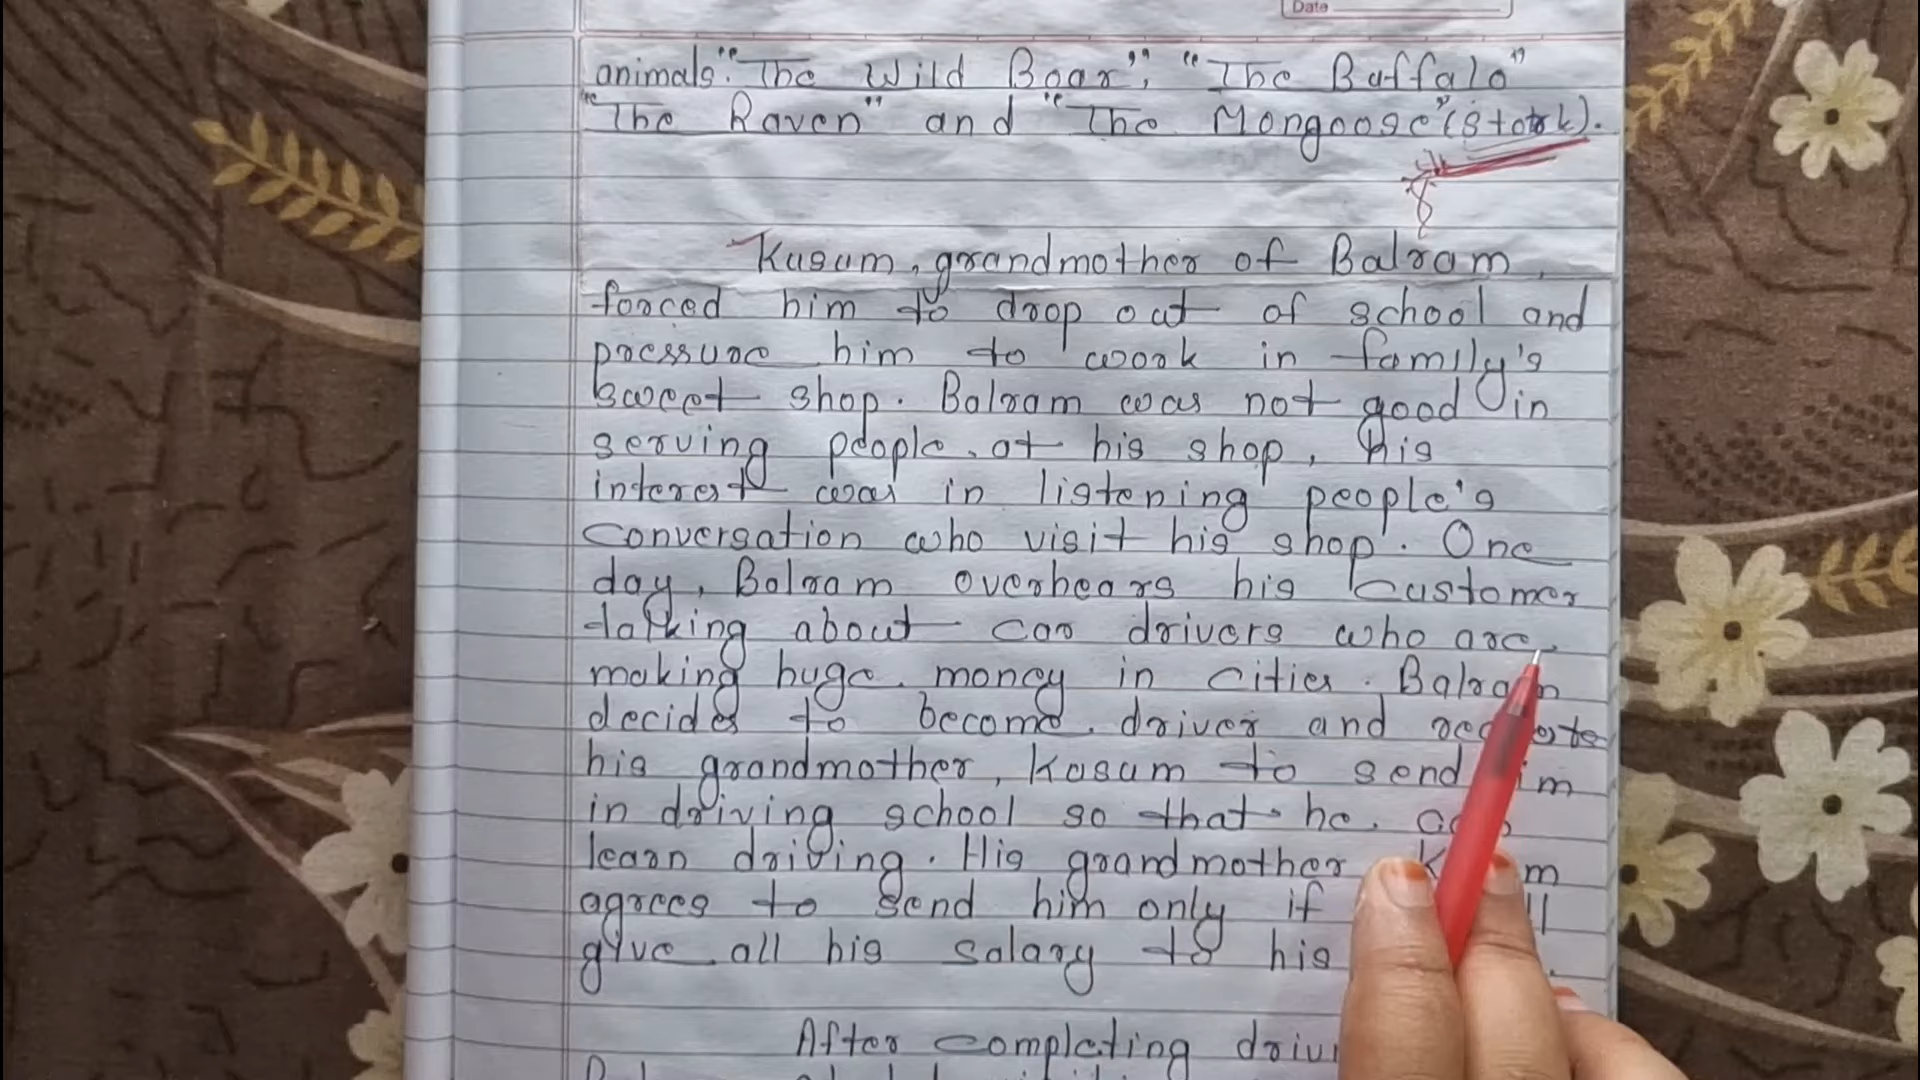 Date
animals. "The Wild Boar", "The Buffalo"
"The Raven" and "The Mongoose" (Stork).
Kusum, grandmother of Balram,
forced him to drop out of school and
pressure him to work in family's
sweet shop. Balram was not good in
serving people at his shop, his
interest was in listening people's
conversation who visit his shop. One
day, Balram overhears his customer
talking about car drivers who are
making huge money in cities. Balram
decides to become driver and
his grandmother, Kusum to send
in driving school so that he
learn driving. His grandmother
agrees to send him only if
give all his salary to his
After completing